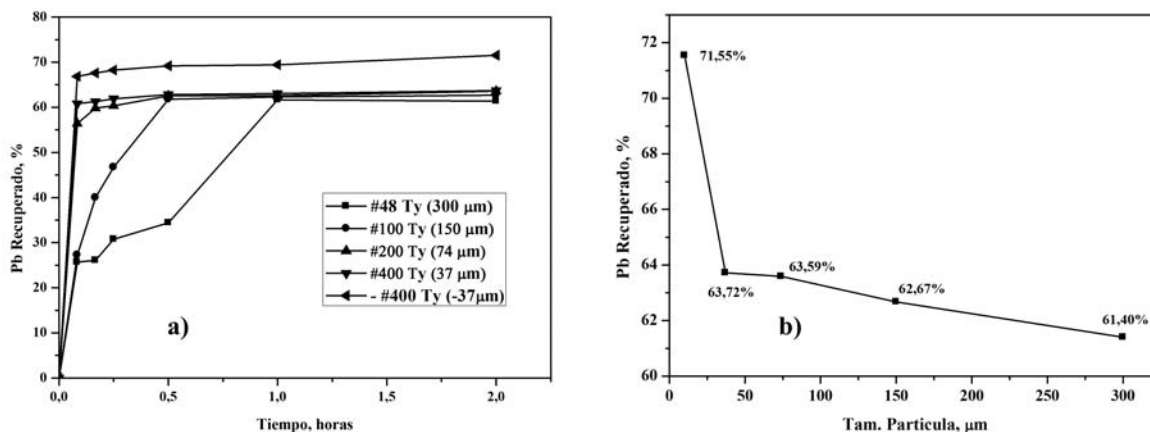 80
70
60
50
40
30
20
10
0
Pb Recuperado, %
#48 Ty (300 μm)
#100 Ty (150 μm)
#200 Ty (74 μm)
#400 Ty (37 μm)
- #400 Ty (-37μm)
a)
0,0 0,5 1,0 1,5 2,0
Tiempo, horas
72
70
68
66
64
62
60
Pb Recuperado, %
71,55%
63,72%
63,59%
62,67%
61,40%
b)
0 50 100 150 200 250 300
Tam. Particula, μm